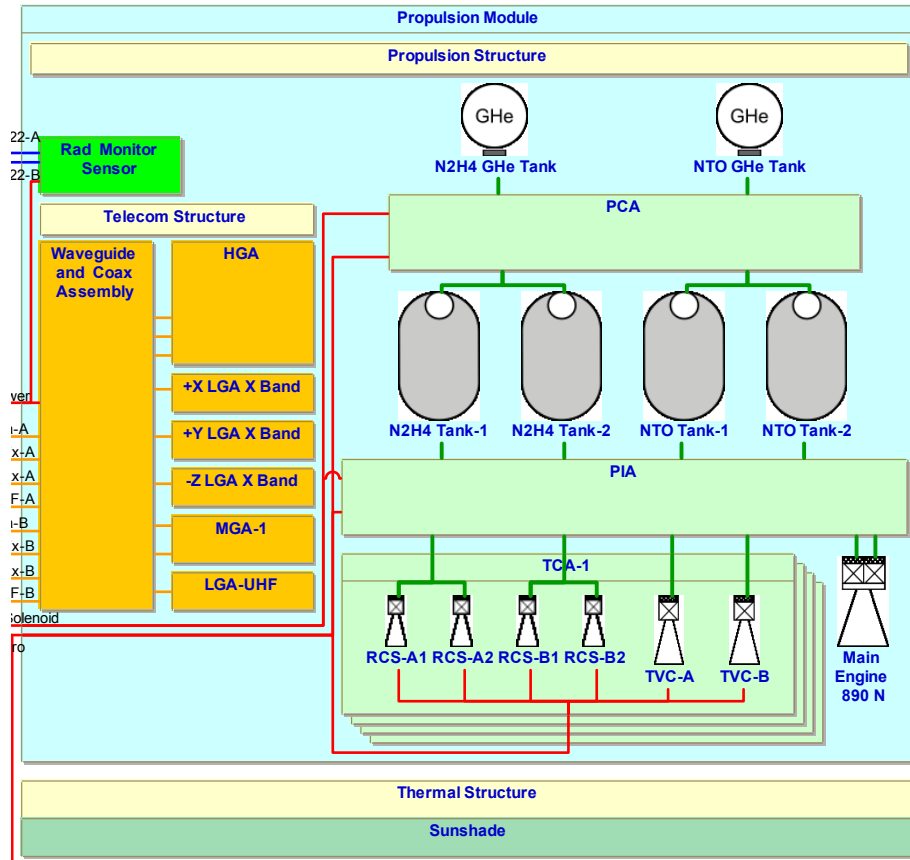 Propulsion Module
Propulsion Structure
GHe
GHe
N2H4 GHe Tank
NTO GHe Tank
22-A
22-B
Rad Monitor
Sensor
PCA
Telecom Structure
Waveguide
and Coax
Assembly
HGA
+X LGA X Band
+Y LGA X Band
-Z LGA X Band
MGA-1
LGA-UHF
N2H4 Tank-1
N2H4 Tank-2
NTO Tank-1
NTO Tank-2
ver
-A
x-A
x-A
F-A
-B
x-B
x-B
F-B
Solenoid
ro
PIA
TCA-1
RCS-A1
RCS-A2
RCS-B1
RCS-B2
TVC-A
TVC-B
Main
Engine
890 N
Thermal Structure
Sunshade